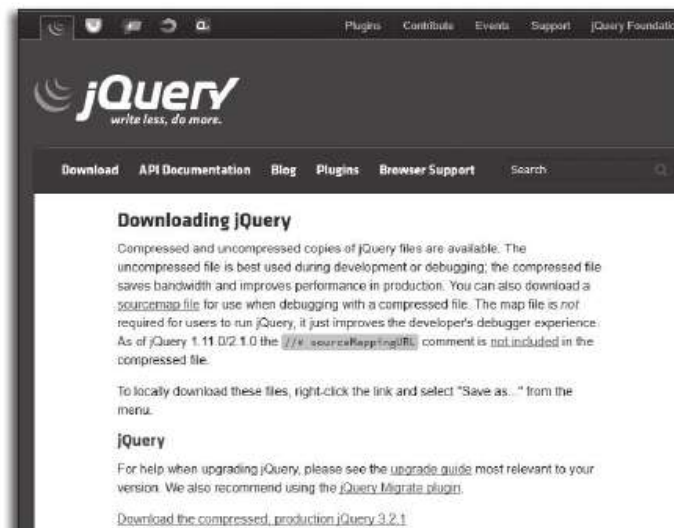 Plugins Contribute Events Support jQuery Foundatio
jQuery
write less, do more.
Download API Documentation Blog Plugins Browser Support Search
Downloading jQuery
Compressed and uncompressed copies of jQuery files are available. The
uncompressed file is best used during development or debugging; the compressed file
saves bandwidth and improves performance in production. You can also download a
sourcemap file for use when debugging with a compressed file. The map file is not
required for users to run jQuery, it just improves the developer's debugger experience.
As of jQuery 1.11.0/2.1.0 the //# sourceMappingURL comment is not included in the
compressed file.
To locally download these files, right-click the link and select "Save as..." from the
menu.
jQuery
For help when upgrading jQuery, please see the upgrade guide most relevant to your
version. We also recommend using the jQuery Migrate plugin.
Download the compressed, production jQuery 3.2.1